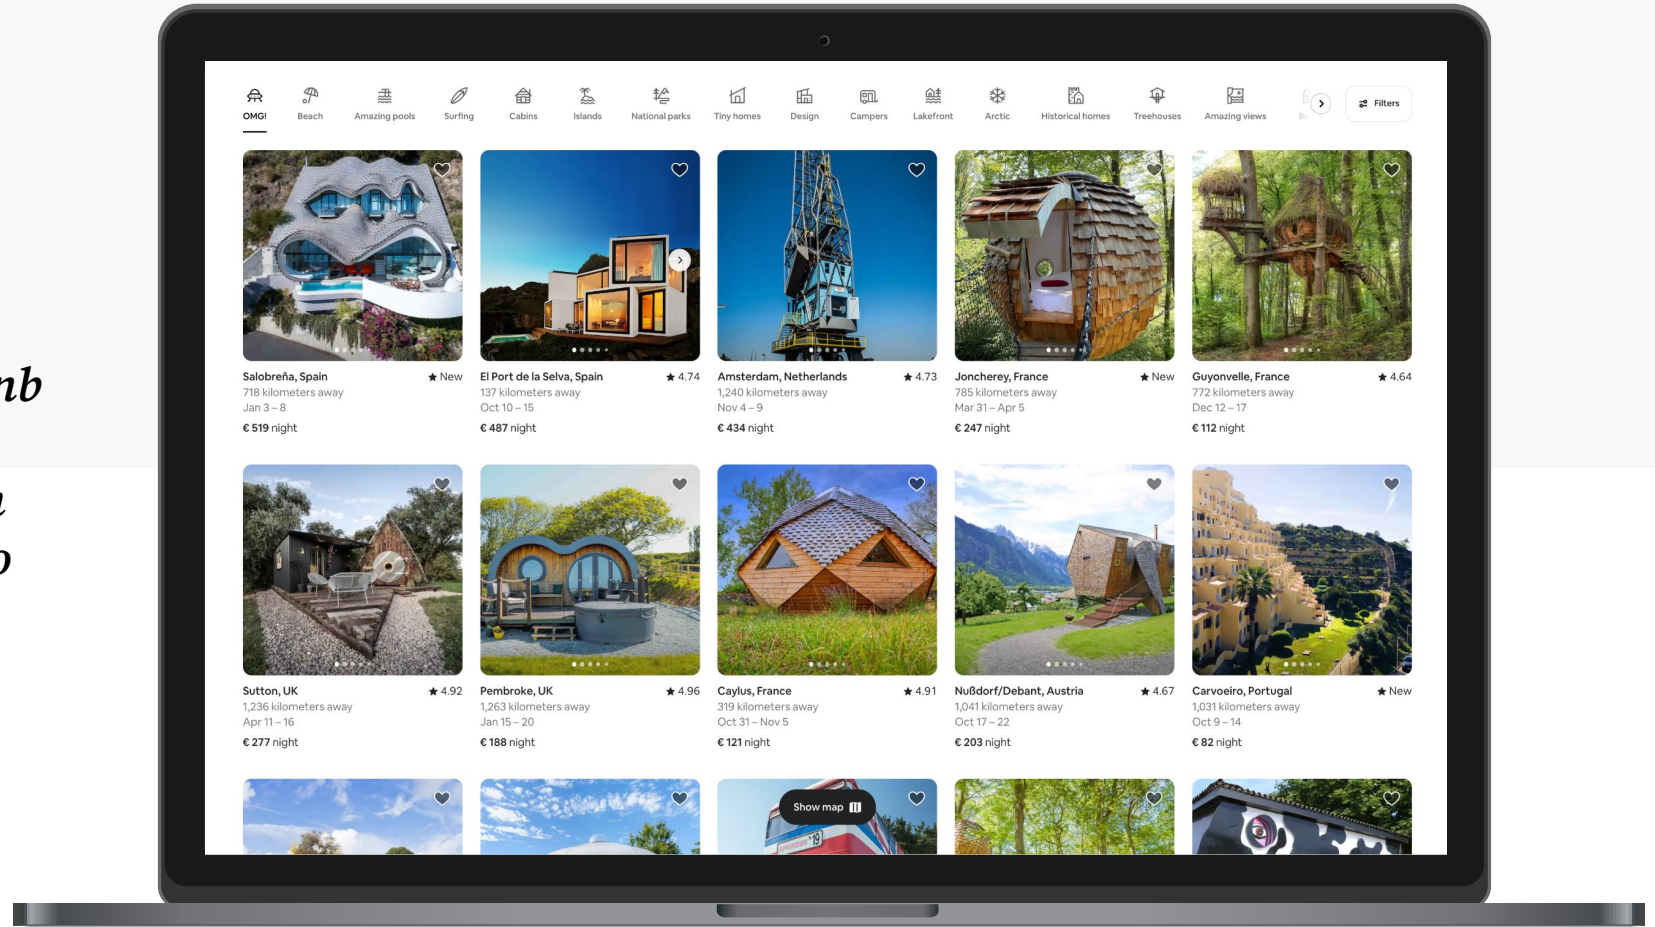 OMG!
Beach
Amazing pools
Surfing
Cabins
Islands
National parks
Tiny homes
Design
Campers
Lakefront
Arctic
Historical homes
Treehouses
Amazing views
Filters
Salobreña, Spain ★ New
718 kilometers away
Jan 3 – 8
€ 519 night
El Port de la Selva, Spain ★ 4.74
137 kilometers away
Oct 10 – 15
€ 487 night
Amsterdam, Netherlands ★ 4.73
1,240 kilometers away
Nov 4 – 9
€ 434 night
Joncherey, France ★ New
785 kilometers away
Mar 31 – Apr 5
€ 247 night
Guyonvelle, France ★ 4.64
772 kilometers away
Dec 12 – 17
€ 112 night
nb
Sutton, UK ★ 4.92
1,236 kilometers away
Apr 11 – 16
€ 277 night
Pembroke, UK ★ 4.96
1,263 kilometers away
Jan 15 – 20
€ 188 night
Caylus, France ★ 4.91
319 kilometers away
Oct 31 – Nov 5
€ 121 night
Nußdorf/Debant, Austria ★ 4.67
1,041 kilometers away
Oct 17 – 22
€ 203 night
Carvoeiro, Portugal ★ New
1,031 kilometers away
Oct 9 – 14
€ 82 night
Show map
19